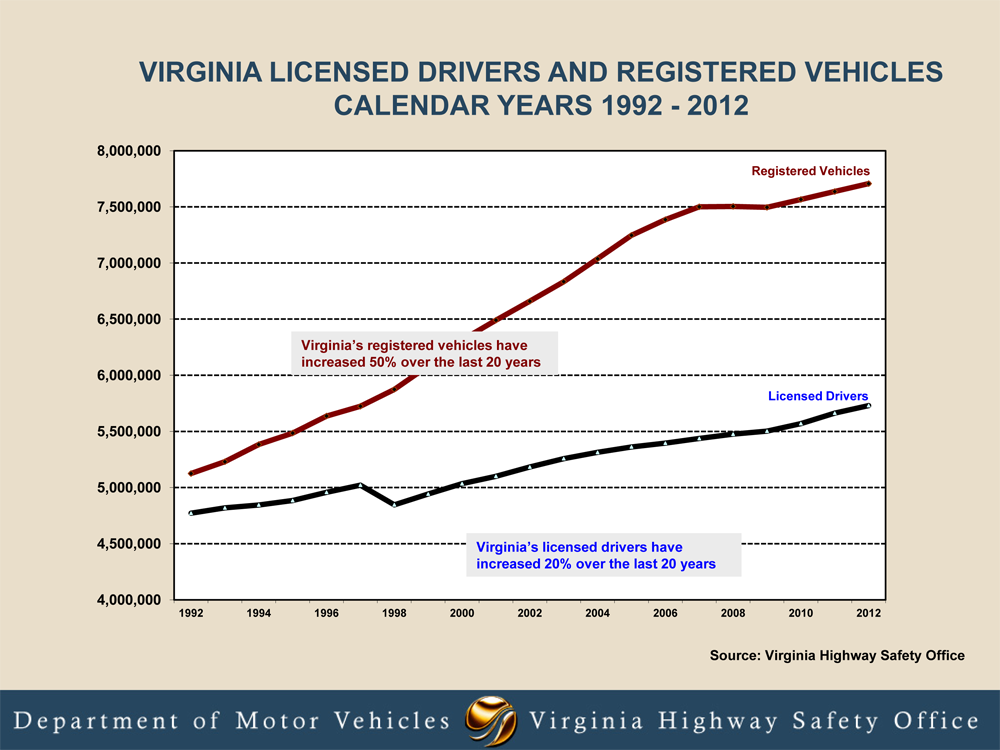 VIRGINIA LICENSED DRIVERS AND REGISTERED VEHICLES
CALENDAR YEARS 1992 - 2012
8,000,000
7,500,000
7,000,000
6,500,000
6,000,000
5,500,000
5,000,000
4,500,000
4,000,000
Registered Vehicles
Virginia’s registered vehicles have
increased 50% over the last 20 years
Licensed Drivers
Virginia’s licensed drivers have
increased 20% over the last 20 years
1992 1994 1996 1998 2000 2002 2004 2006 2008 2010 2012
Source: Virginia Highway Safety Office
Department of Motor Vehicles Virginia Highway Safety Office